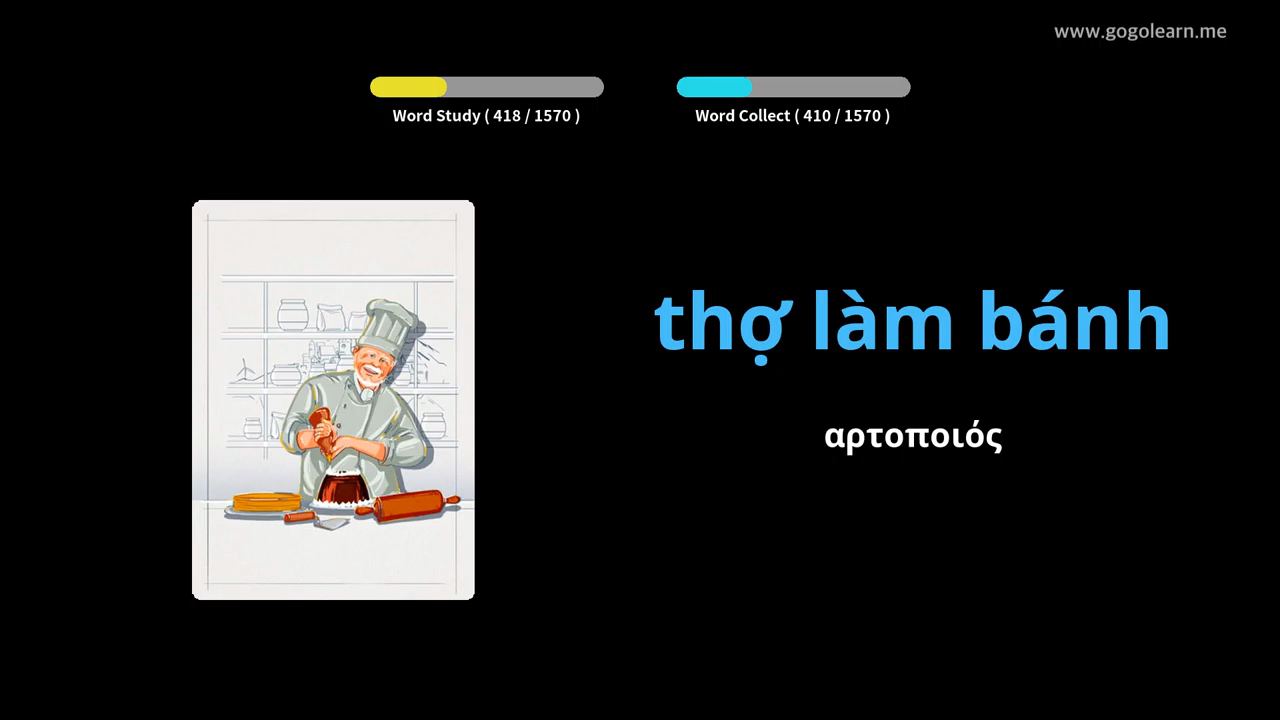 www.gogolearn.me
Word Study ( 418 / 1570 )
Word Collect ( 410 / 1570 )
thợ làm bánh
αρτοποιός